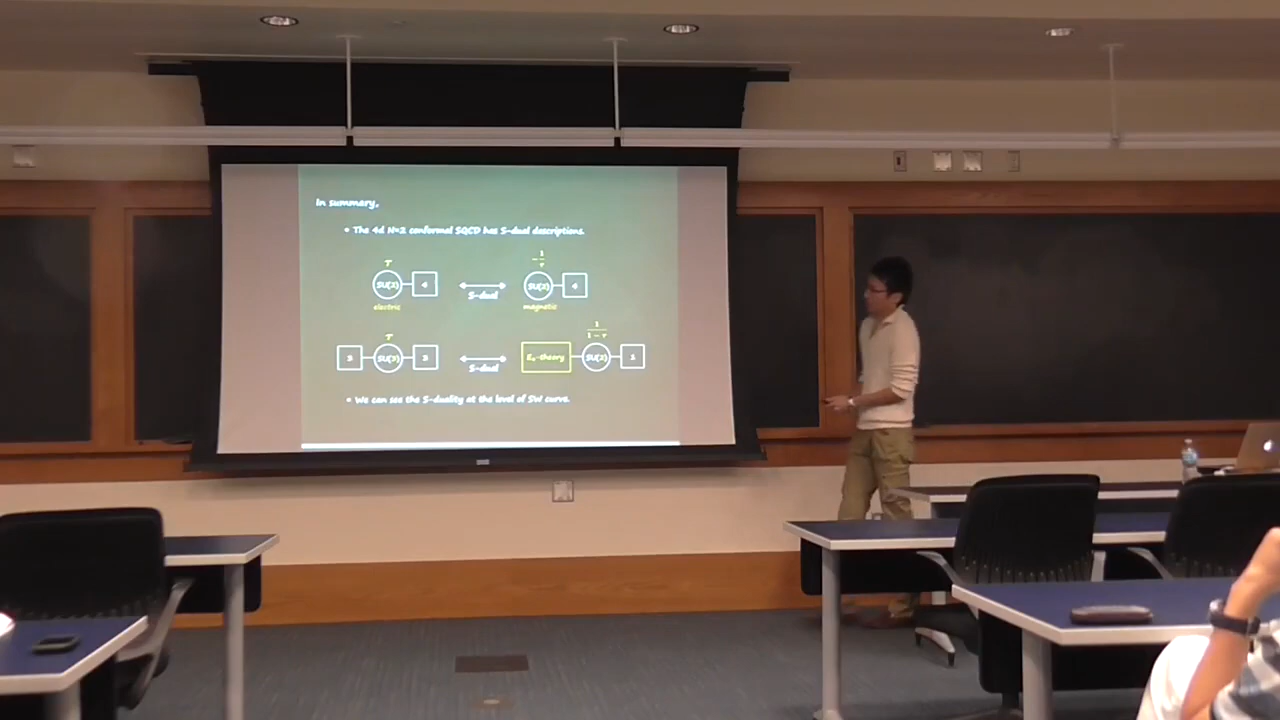 In summary,
• The 4d N=2 conformal SQCD has S-dual descriptions.
τ
-1/τ
SU(2) 4 S-dual SU(2) 4
electric magnetic
τ
1/(1-τ)
3 SU(3) 3 S-dual E₆-theory SU(2) 1
• We can see the S-duality at the level of SW curve.